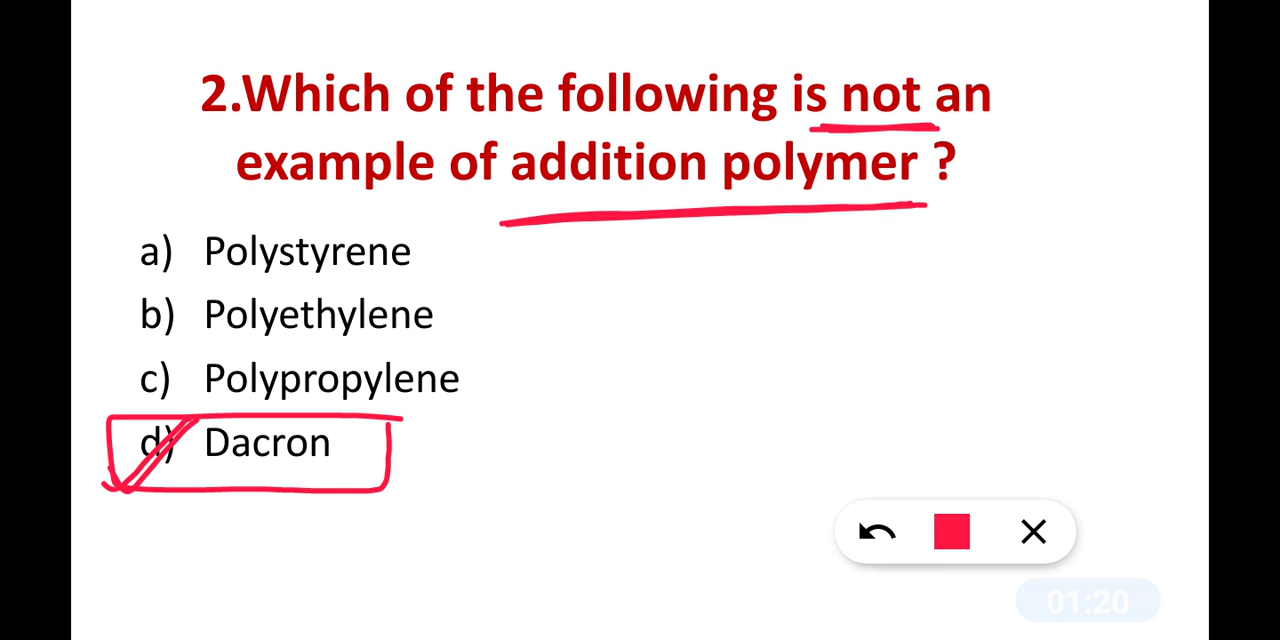 2.Which of the following is not an
example of addition polymer ?
a) Polystyrene
b) Polyethylene
c) Polypropylene
d) Dacron
01:20